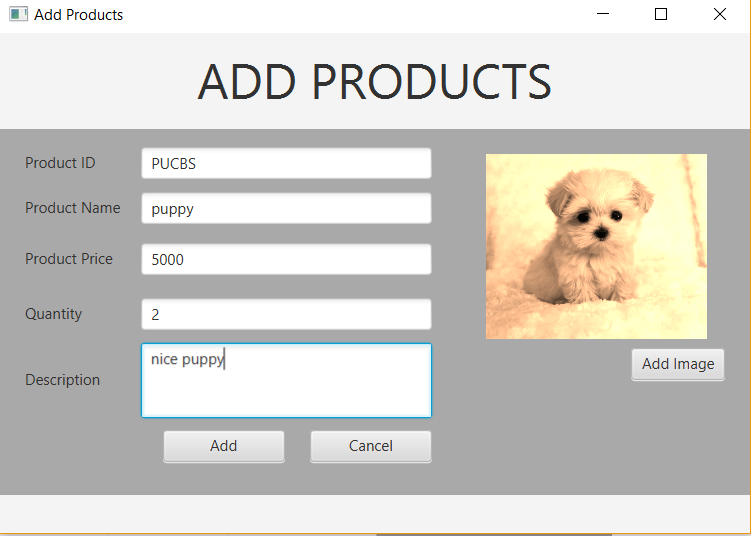 Add Products
ADD PRODUCTS
Product ID PUCBS
Product Name puppy
Product Price 5000
Quantity 2
Description nice puppy
Add Image
Add Cancel